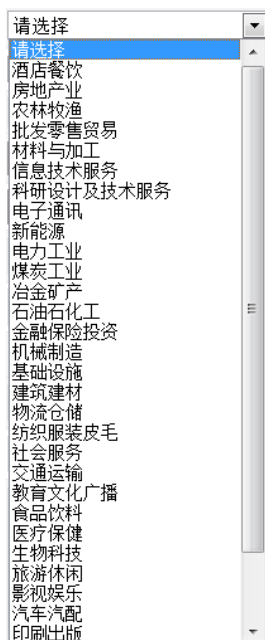 请选择
请选择
酒店餐饮
房地产业
农林牧渔
批发零售贸易
材料与加工
信息技术服务
科研设计及技术服务
电子通讯
新能源
电力工业
煤炭工业
冶金矿产
石油石化工
金融保险投资
机械制造
基础设施
建筑建材
物流仓储
纺织服装皮毛
社会服务
交通运输
教育文化广播
食品饮料
医疗保健
生物科技
旅游休闲
影视娱乐
汽车汽配
印刷出版